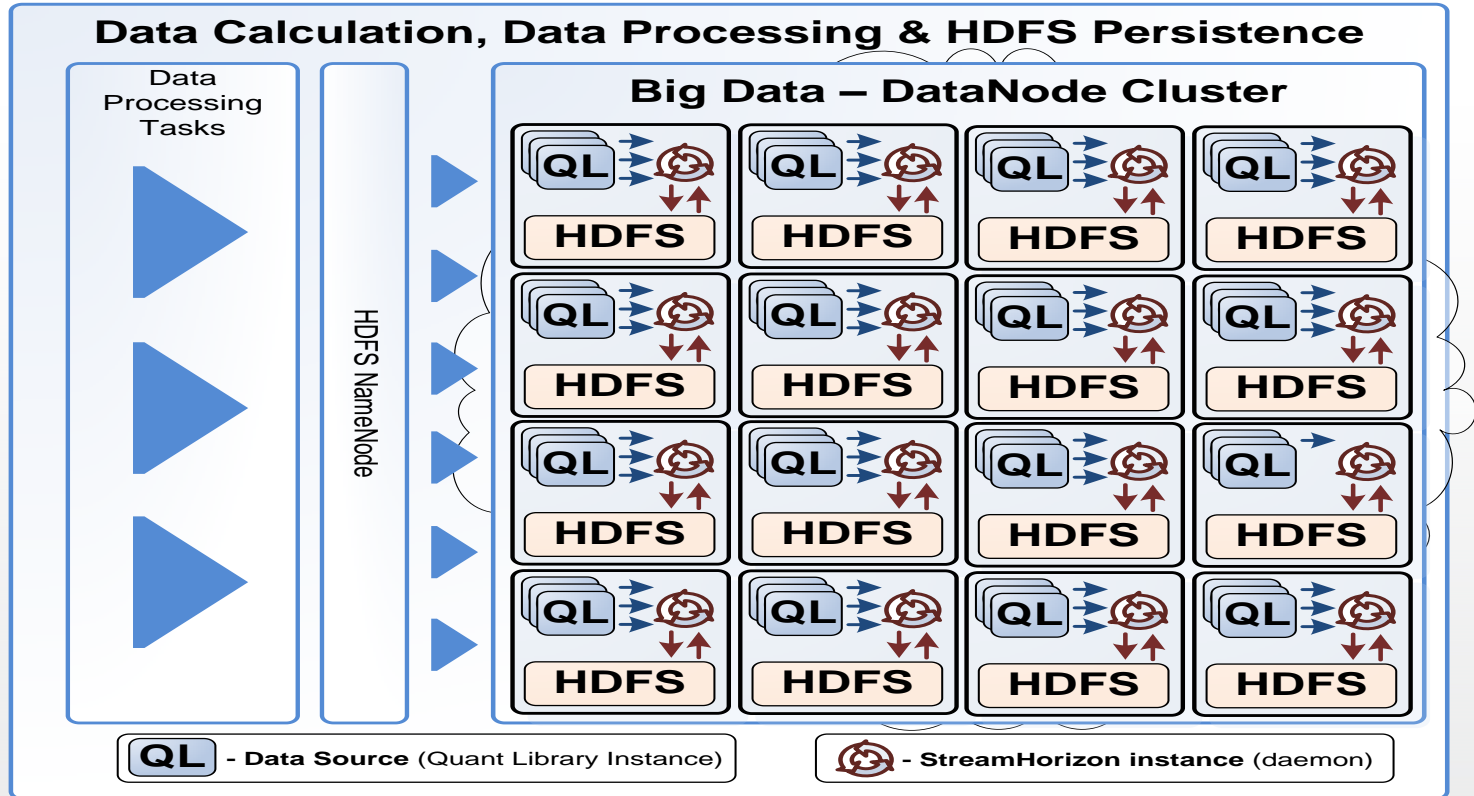 Data Calculation, Data Processing & HDFS Persistence
Data
Processing
Tasks
HDFS NameNode
Big Data – DataNode Cluster
QL QL QL QL
HDFS HDFS HDFS HDFS
QL QL QL QL
HDFS HDFS HDFS HDFS
QL QL QL QL
HDFS HDFS HDFS HDFS
QL QL QL QL
HDFS HDFS HDFS HDFS
QL - Data Source (Quant Library Instance)
- StreamHorizon instance (daemon)